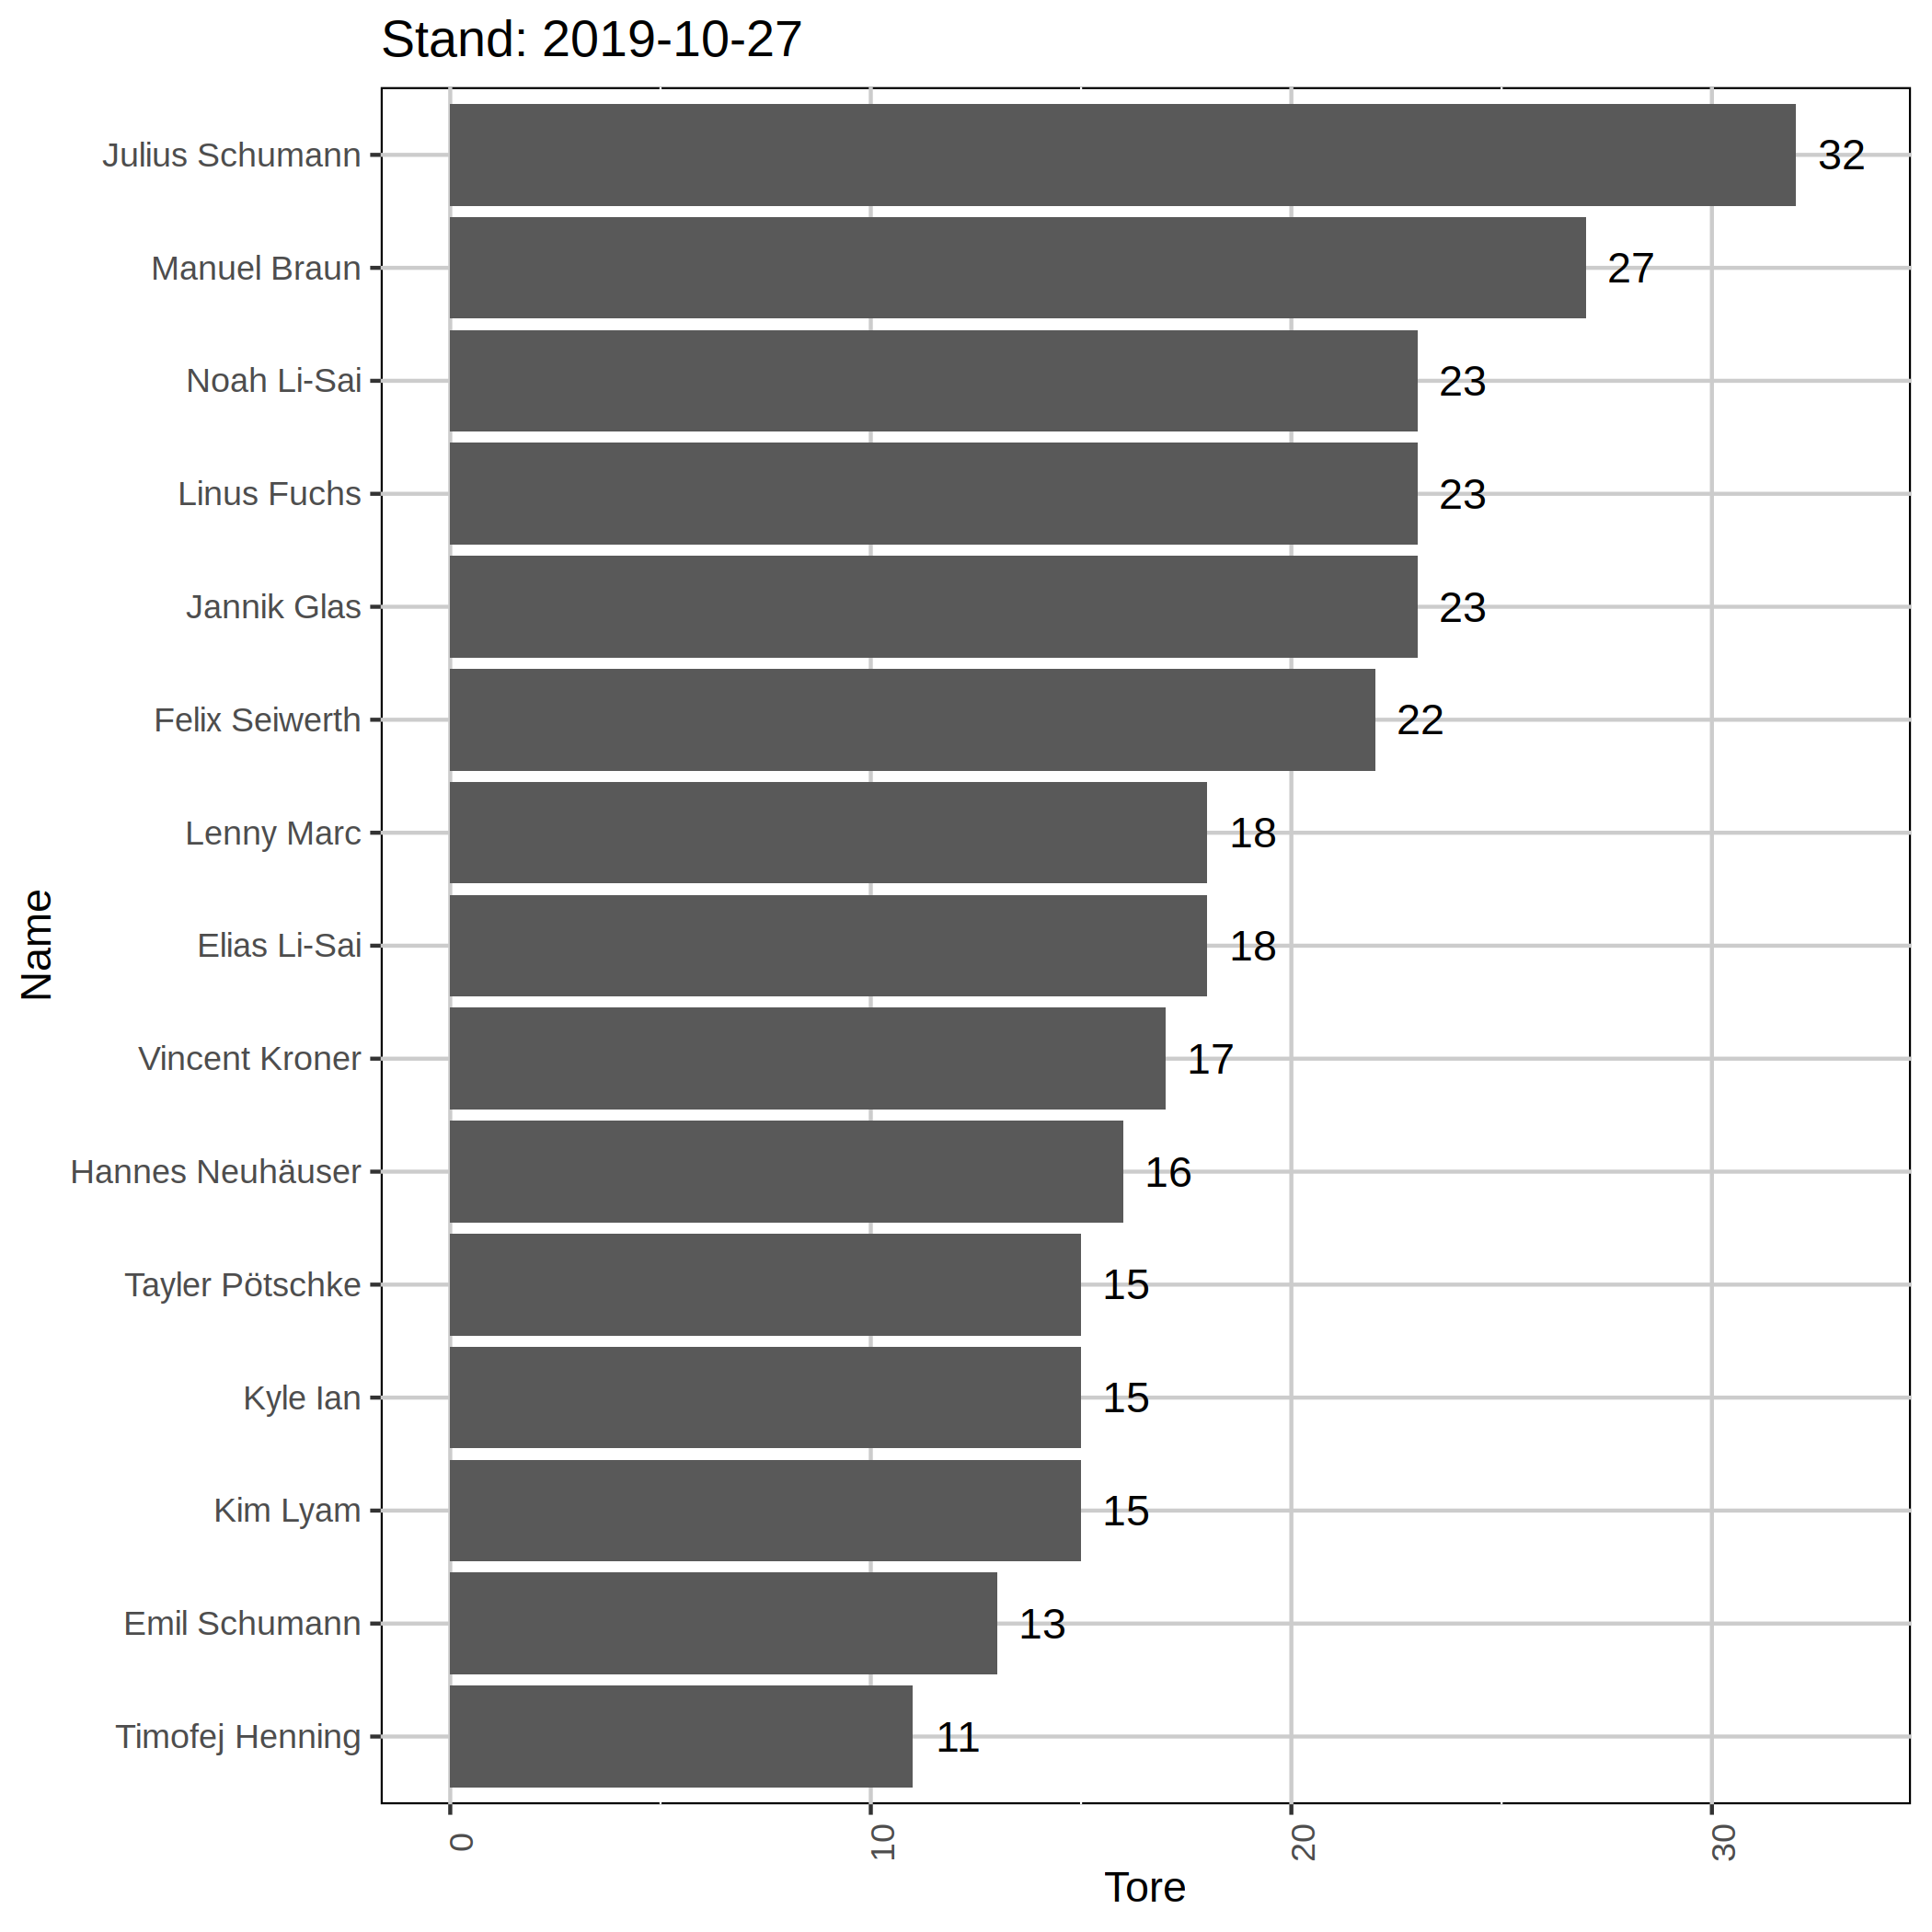 Stand: 2019-10-27
Julius Schumann 32
Manuel Braun 27
Noah Li-Sai 23
Linus Fuchs 23
Jannik Glas 23
Felix Seiwerth 22
Lenny Marc 18
Elias Li-Sai 18
Vincent Kroner 17
Hannes Neuhäuser 16
Tayler Pötschke 15
Kyle Ian 15
Kim Lyam 15
Emil Schumann 13
Timofej Henning 11
Name
0 10 20 30
Tore